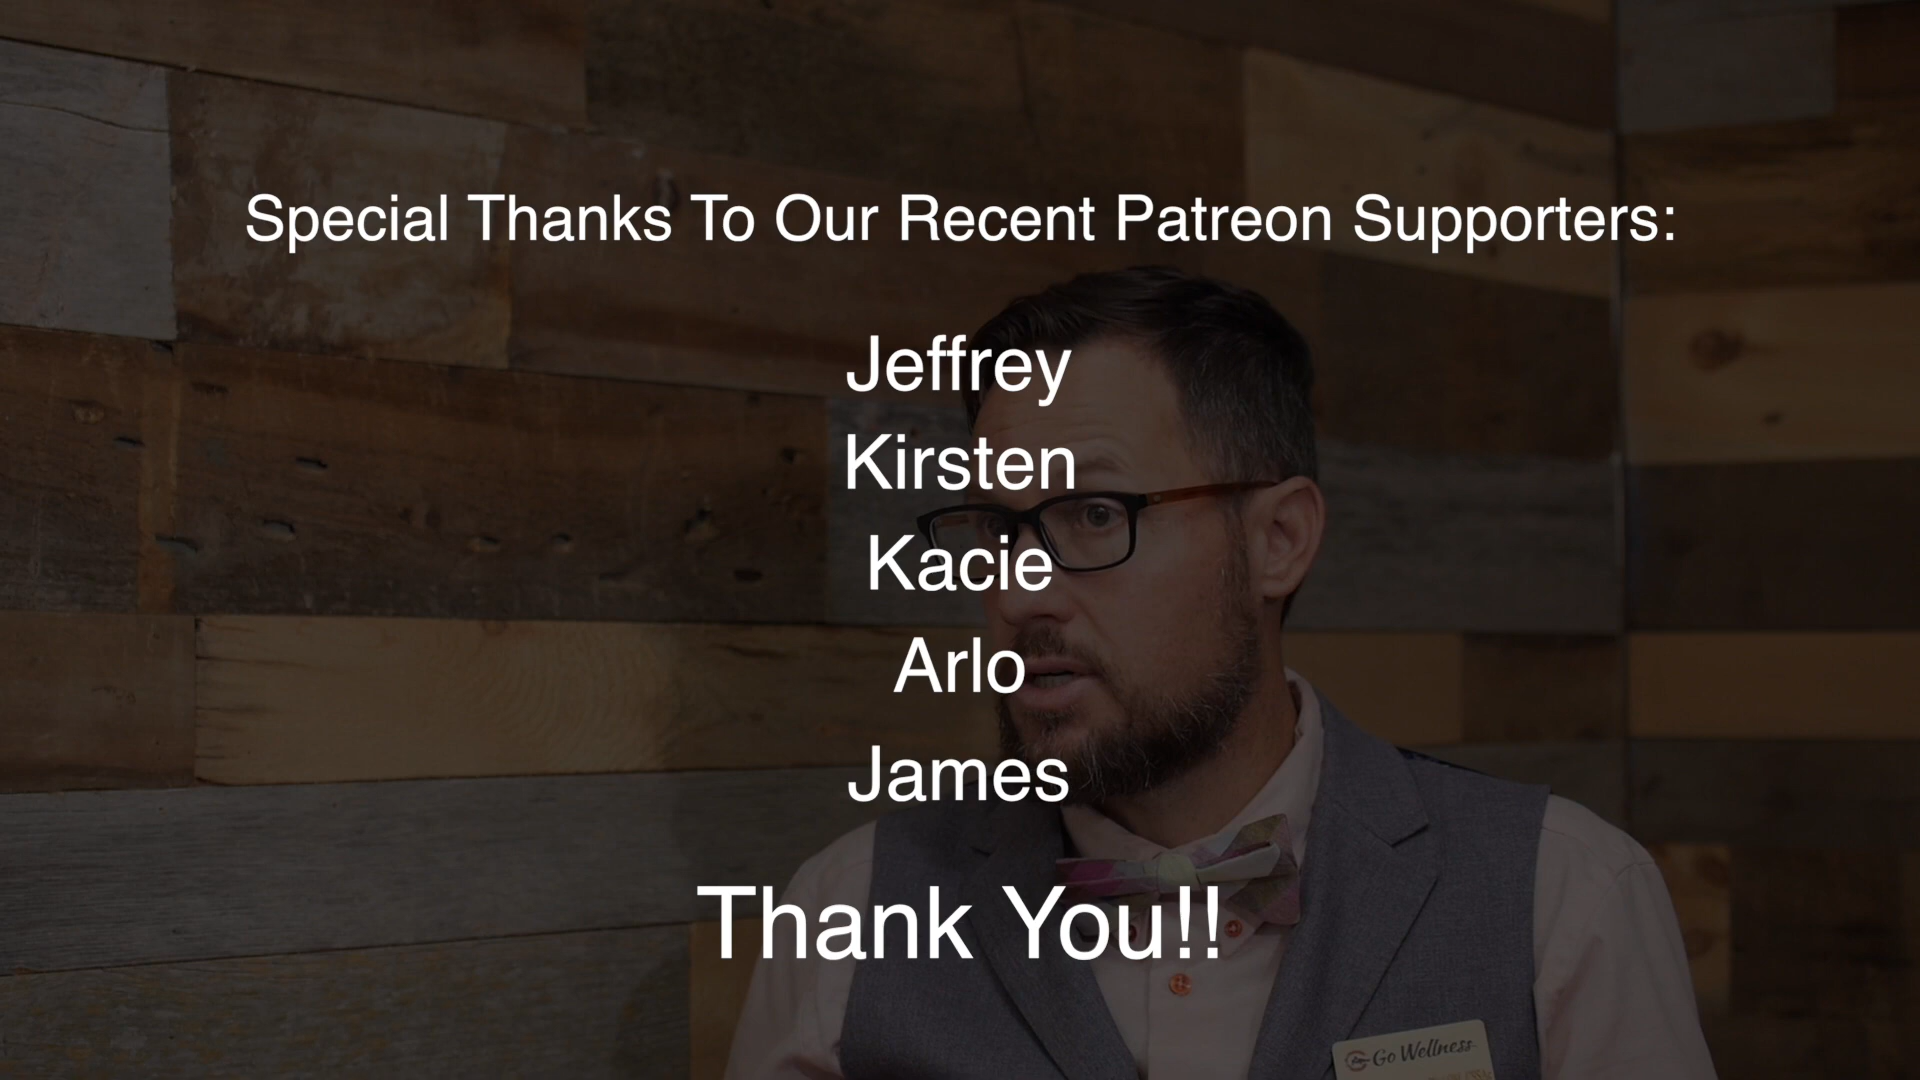 Special Thanks To Our Recent Patreon Supporters:
Jeffrey
Kirsten
Kacie
Arlo
James
Thank You!!
Go Wellness